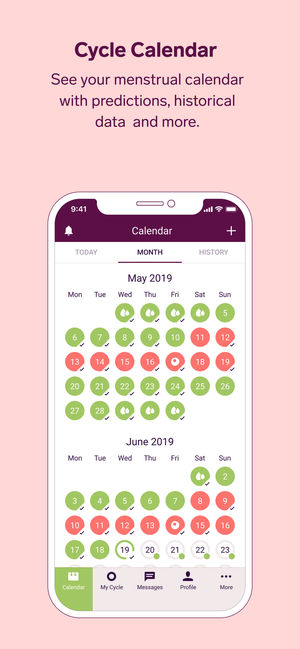 Cycle Calendar
See your menstrual calendar
with predictions, historical
data and more.
9:41
Calendar
TODAY MONTH HISTORY
May 2019
Mon Tue Wed Thu Fri Sat Sun
5
6 7 8 9 10 11 12
13 14 15 16 18 19
20 21 22 23 24 25 26
27 28
June 2019
Mon Tue Wed Thu Fri Sat Sun
2
3 4 5 6 7 8 9
10 11 12 13 15 16
17 18 19 20 21 22 23
Calendar My Cycle Messages Profile More